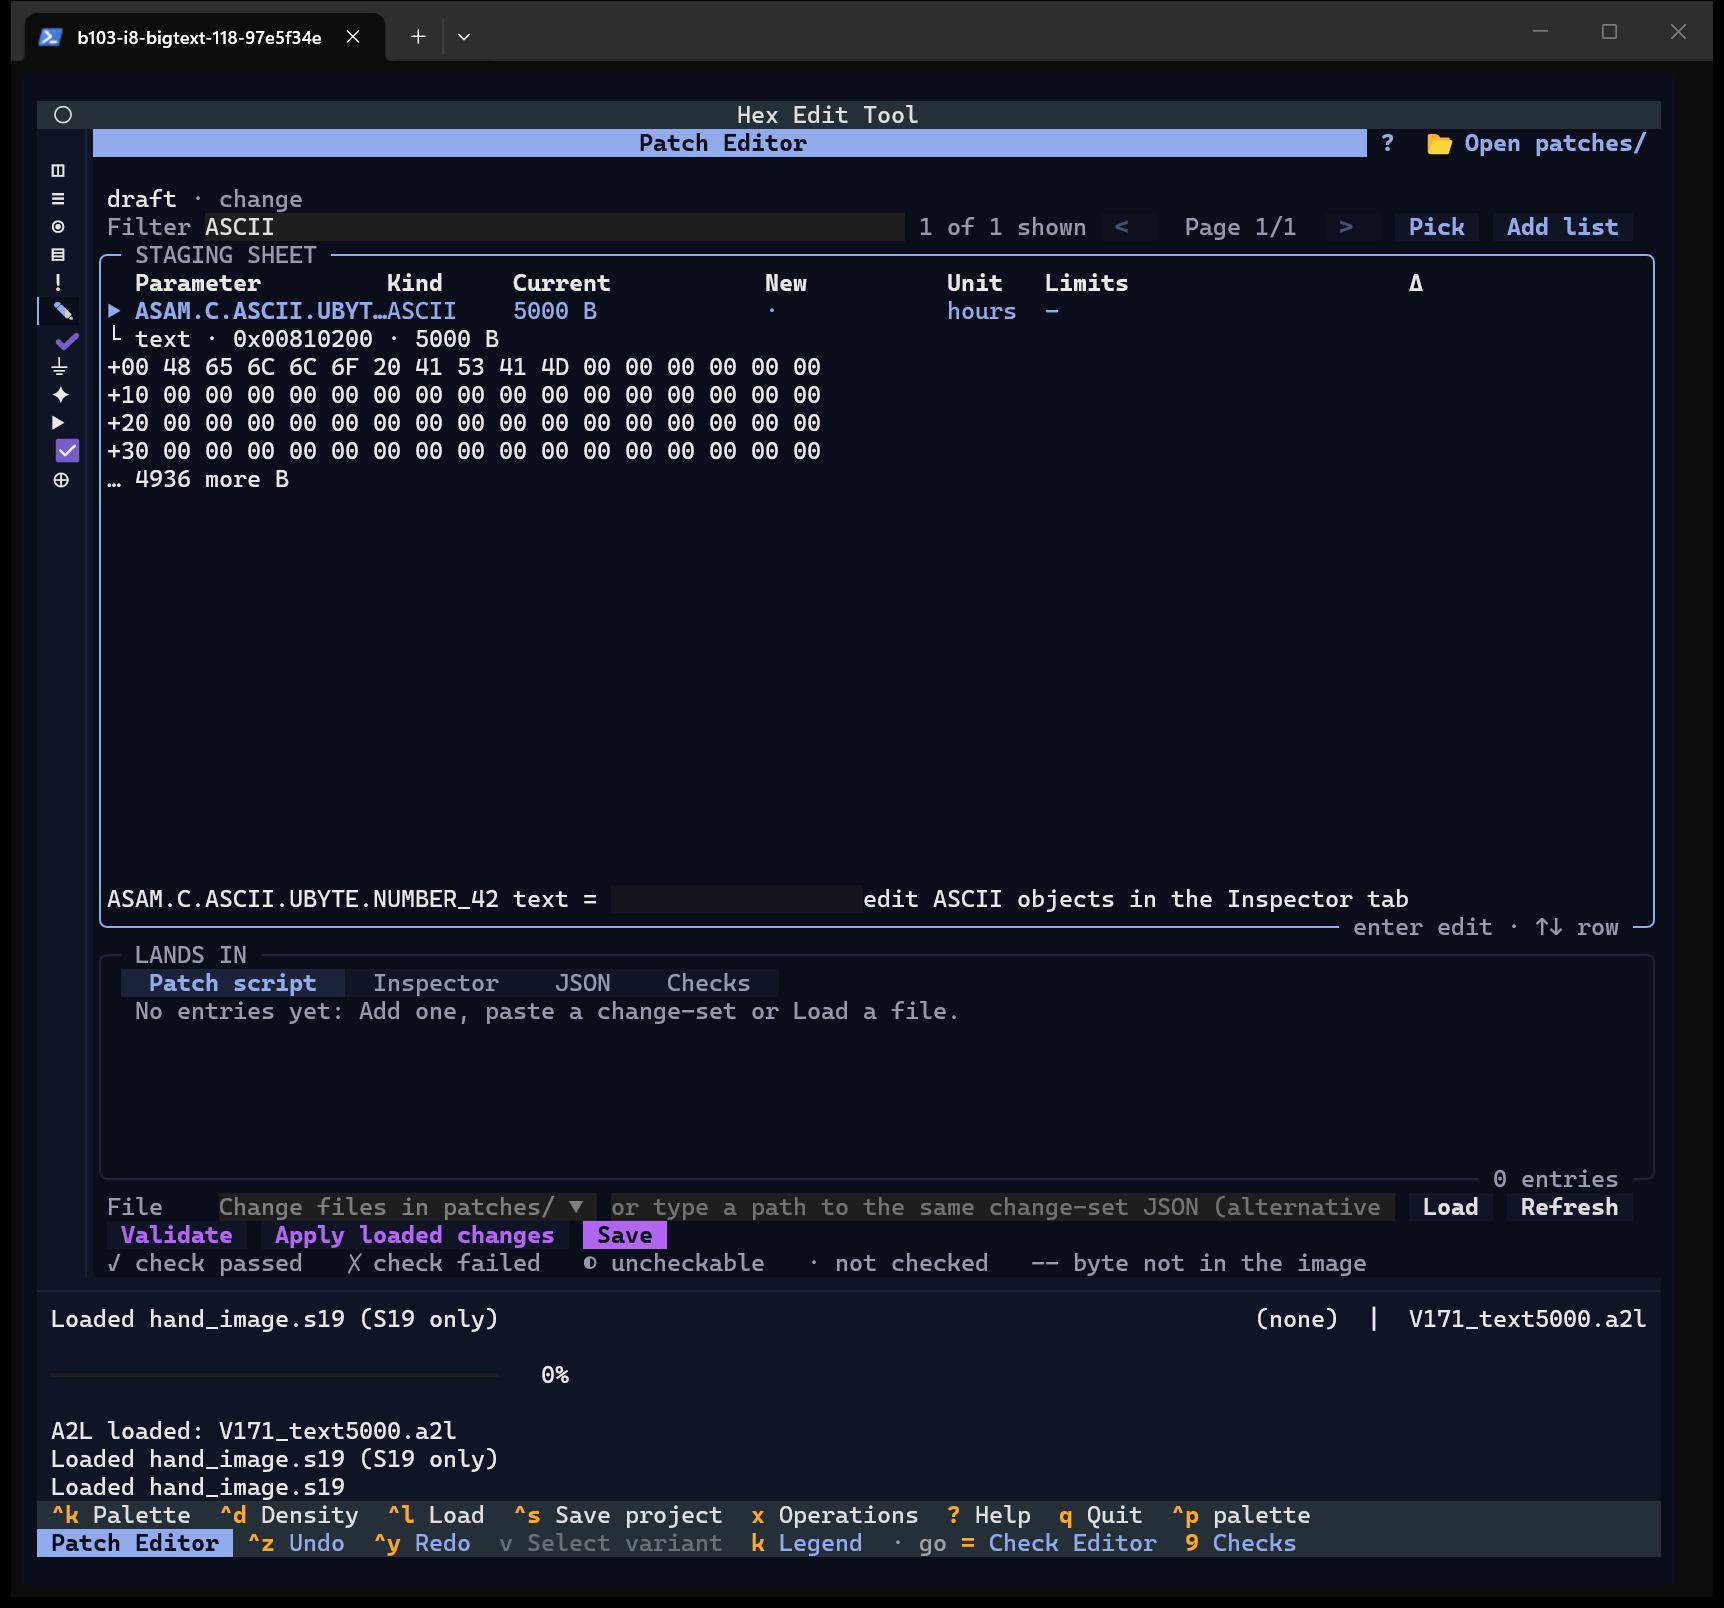 b103-i8-bigtext-118-97e5f34e
Hex Edit Tool
Patch Editor ? Open patches/
draft · change
Filter ASCII 1 of 1 shown < Page 1/1 > Pick Add list
STAGING SHEET
Parameter Kind Current New Unit Limits Δ
▶ ASAM.C.ASCII.UBYT…ASCII 5000 B · hours –
└ text · 0x00810200 · 5000 B
+00 48 65 6C 6C 6F 20 41 53 41 4D 00 00 00 00 00 00
+10 00 00 00 00 00 00 00 00 00 00 00 00 00 00 00 00
+20 00 00 00 00 00 00 00 00 00 00 00 00 00 00 00 00
+30 00 00 00 00 00 00 00 00 00 00 00 00 00 00 00 00
… 4936 more B
ASAM.C.ASCII.UBYTE.NUMBER_42 text = edit ASCII objects in the Inspector tab
enter edit · ↑↓ row
LANDS IN
Patch script Inspector JSON Checks
No entries yet: Add one, paste a change-set or Load a file.
0 entries
File Change files in patches/ ▼ or type a path to the same change-set JSON (alternative Load Refresh
Validate Apply loaded changes Save
√ check passed ╳ check failed ◐ uncheckable · not checked -- byte not in the image
Loaded hand_image.s19 (S19 only) (none) | V171_text5000.a2l
0%
A2L loaded: V171_text5000.a2l
Loaded hand_image.s19 (S19 only)
Loaded hand_image.s19
^k Palette ^d Density ^l Load ^s Save project x Operations ? Help q Quit ^p palette
Patch Editor ^z Undo ^y Redo v Select variant k Legend · go = Check Editor 9 Checks